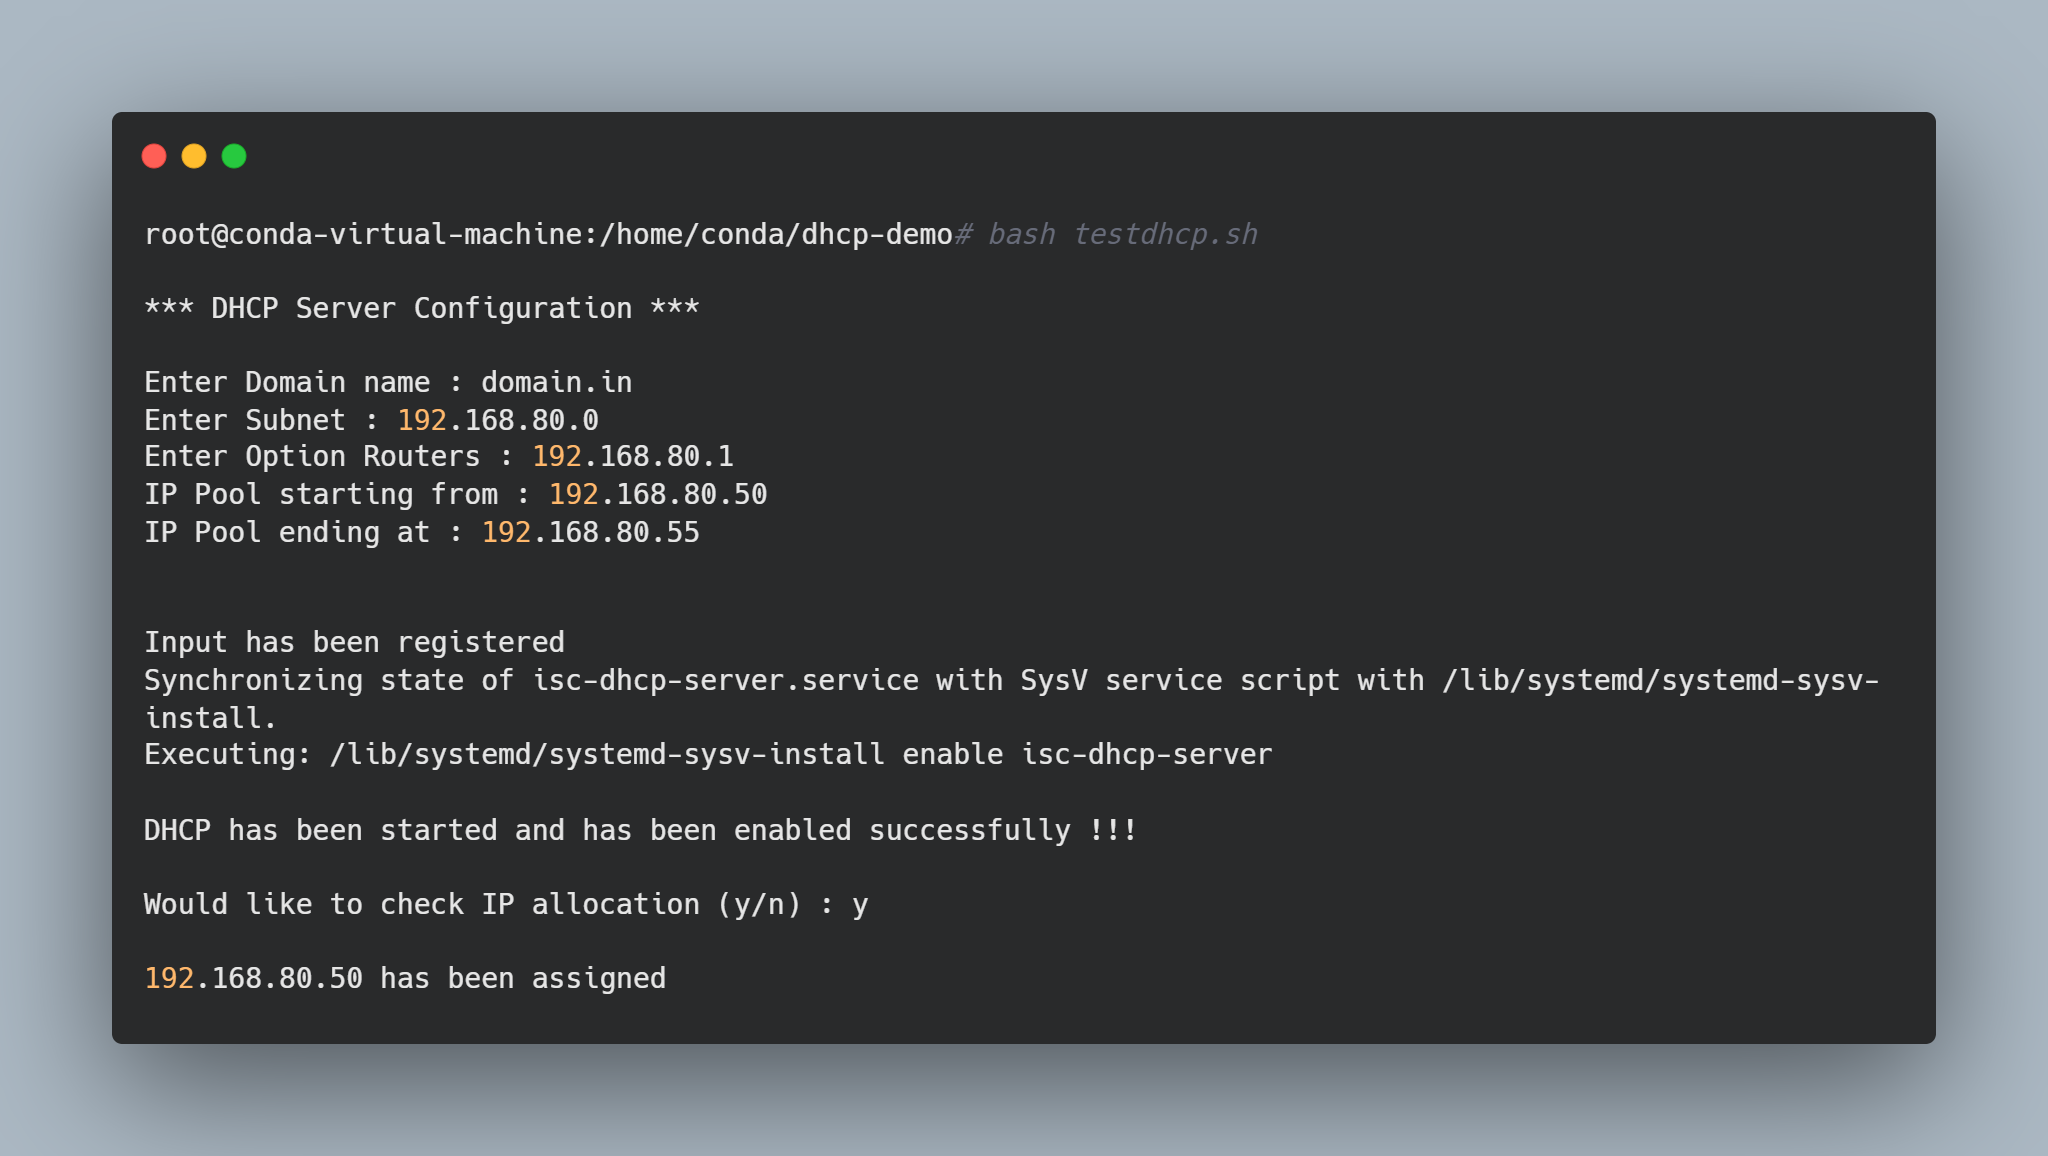 root@conda-virtual-machine:/home/conda/dhcp-demo# bash testdhcp.sh
*** DHCP Server Configuration ***
Enter Domain name : domain.in
Enter Subnet : 192.168.80.0
Enter Option Routers : 192.168.80.1
IP Pool starting from : 192.168.80.50
IP Pool ending at : 192.168.80.55
Input has been registered
Synchronizing state of isc-dhcp-server.service with SysV service script with /lib/systemd/systemd-sysv-
install.
Executing: /lib/systemd/systemd-sysv-install enable isc-dhcp-server
DHCP has been started and has been enabled successfully !!!
Would like to check IP allocation (y/n) : y
192.168.80.50 has been assigned